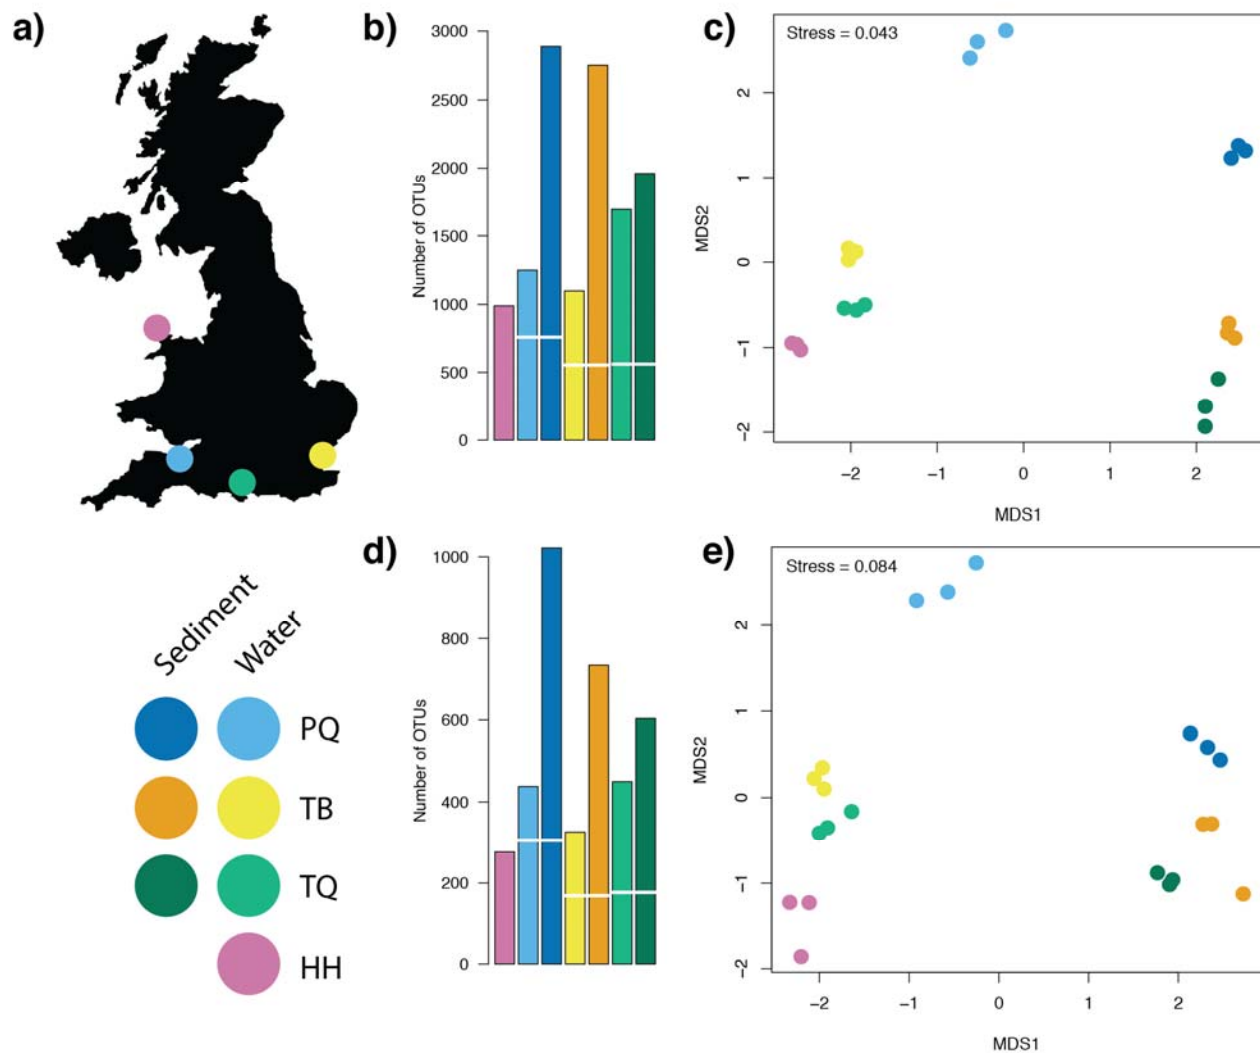 a)
b)
3000
2500
2000
1500
1000
500
0
Number of OTUs
c)
Stress = 0.043
2
1
0
−1
−2
MDS2
−2
−1
0
1
2
MDS1
Sediment
Water
PQ
TB
TQ
HH
d)
1000
800
600
400
200
0
Number of OTUs
e)
Stress = 0.084
2
1
0
−1
−2
MDS2
−2
−1
0
1
2
MDS1